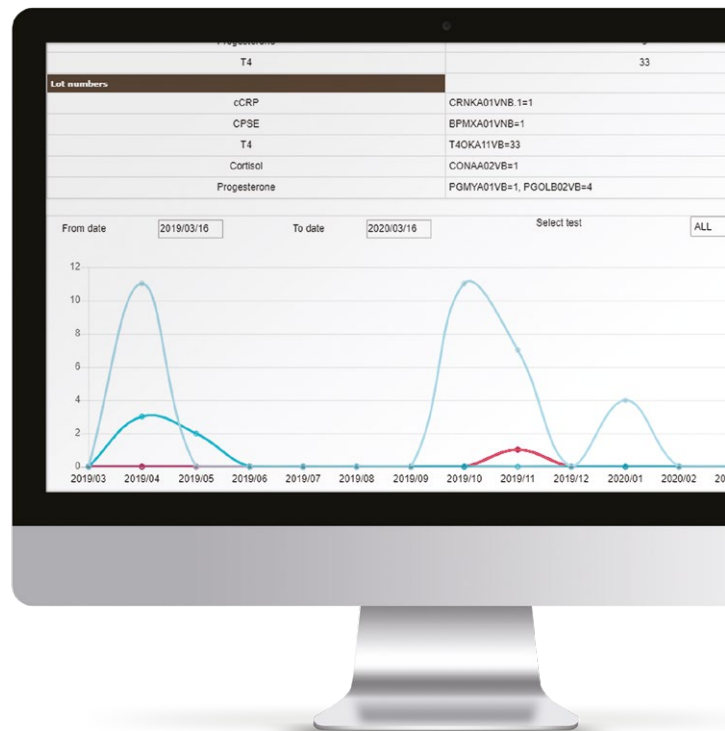 Progesterone
T4 33
Lot numbers
cCRP CRNKA01VNB.1=1
CPSE BPMXA01VNB=1
T4 T4OKA11VB=33
Cortisol CONAA02VB=1
Progesterone PGMYA01VB=1, PGOLB02VB=4
From date 2019/03/16 To date 2020/03/16 Select test ALL
12
10
8
6
4
2
0
2019/03 2019/04 2019/05 2019/06 2019/07 2019/08 2019/09 2019/10 2019/11 2019/12 2020/01 2020/02 20